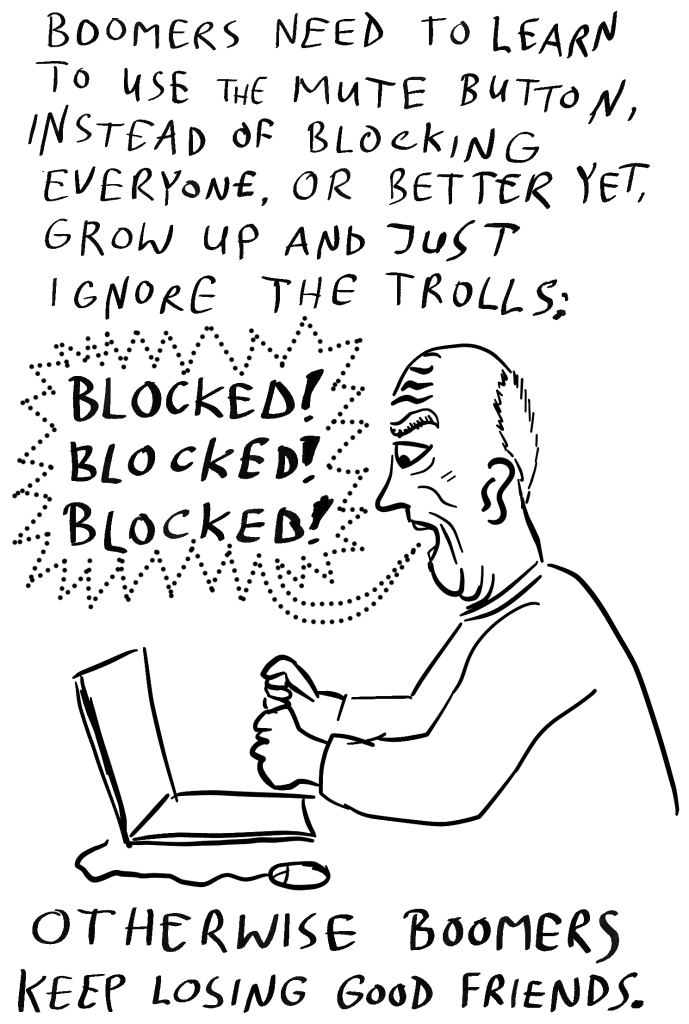 BOOMERS NEED TO LEARN
TO USE THE MUTE BUTTON,
INSTEAD OF BLOCKING
EVERYONE, OR BETTER YET,
GROW UP AND JUST
IGNORE THE TROLLS;
BLOCKED!
BLOCKED!
BLOCKED!
OTHERWISE BOOMERS
KEEP LOSING GOOD FRIENDS.